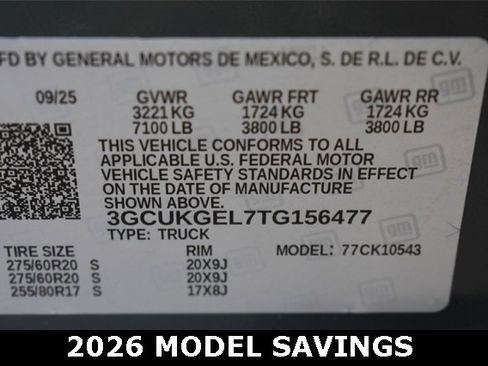 FD BY GENERAL MOTORS DE MEXICO, S. DE R.L. DE C.V.
09/25 GVWR GAWR FRT GAWR RR
3221 KG 1724 KG 1724 KG
7100 LB 3800 LB 3800 LB
THIS VEHICLE CONFORMS TO ALL
APPLICABLE U.S. FEDERAL MOTOR
VEHICLE SAFETY STANDARDS IN EFFECT
ON THE DATE OF MANUFACTURE SHOWN
ABOVE.
3GCUKGEL7TG156477
TYPE: TRUCK MODEL: 77CK10543
TIRE SIZE RIM
275/60R20 S 20X9J
275/60R20 S 20X9J
255/80R17 S 17X8J
2026 MODEL SAVINGS